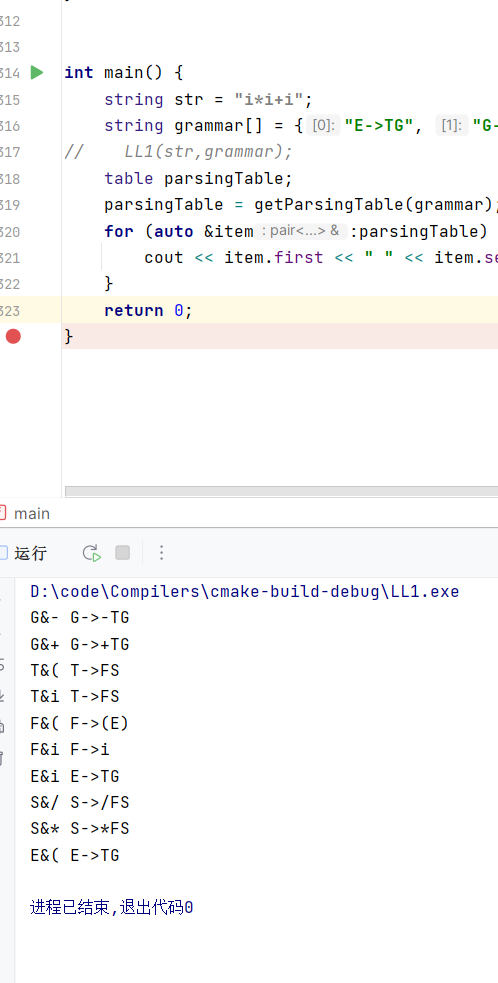 312
313
314 int main() {
315 string str = "i*i+i";
316 string grammar[] = {[0]:"E->TG", [1]:"G-
317 // LL1(str,grammar);
318 table parsingTable;
319 parsingTable = getParsingTable(grammar);
320 for (auto &item : pair<...> & :parsingTable)
321 cout << item.first << " " << item.se
322 }
323 return 0;
}
main
运行
D:\code\Compilers\cmake-build-debug\LL1.exe
G&- G->-TG
G&+ G->+TG
T&( T->FS
T&i T->FS
F&( F->(E)
F&i F->i
E&i E->TG
S&/ S->/FS
S&* S->*FS
E&( E->TG
进程已结束,退出代码0